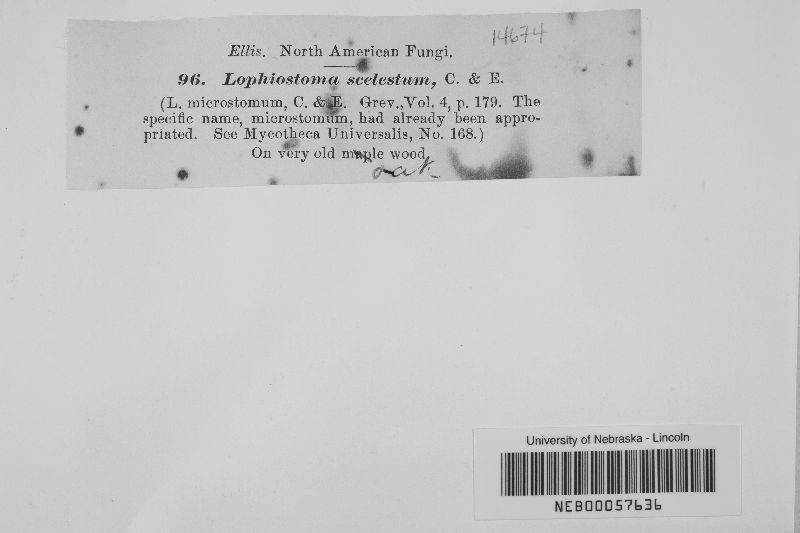 14674
Ellis. North American Fungi.
96. Lophiostoma scelestum, C. & E.
(L. microstomum, C. & E. Grev., Vol. 4, p. 179. The
specific name, microstomum, had already been appro-
priated. See Mycotheca Universalis, No. 168.)
On very old maple wood.
oak
University of Nebraska - Lincoln
NEB00057636